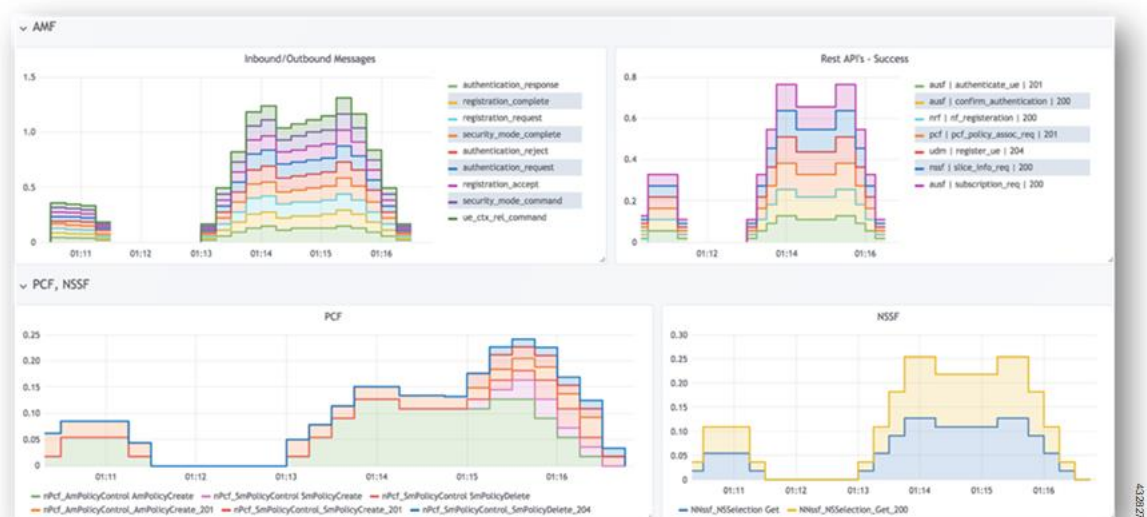 AMF
Inbound/Outbound Messages
1.5
1.0
0.5
0
01:11 01:12 01:13 01:14 01:15 01:16
authentication_response
registration_complete
registration_request
security_mode_complete
authentication_reject
authentication_request
registration_accept
security_mode_command
ue_ctx_rel_command
Rest API's - Success
0.8
0.6
0.4
0.2
0
01:12 01:14 01:16
ausf | authenticate_ue | 201
ausf | confirm_authentication | 200
nrf | nf_registeration | 200
pcf | pcf_policy_assoc_req | 201
udm | register_ue | 204
nssf | slice_info_req | 200
ausf | subscription_req | 200
PCF, NSSF
PCF
0.25
0.20
0.15
0.10
0.05
0
01:11 01:12 01:13 01:14 01:15 01:16
nPcf_AmPolicyControl AmPolicyCreate nPcf_SmPolicyControl SmPolicyCreate nPcf_SmPolicyControl SmPolicyDelete
nPcf_AmPolicyControl_AmPolicyCreate_201 nPcf_SmPolicyControl_SmPolicyCreate_201 nPcf_SmPolicyControl_SmPolicyDelete_204
NSSF
0.30
0.25
0.20
0.15
0.10
0.05
0
01:11 01:12 01:13 01:14 01:15 01:16
NNssf_NSSelection Get NNssf_NSSelection_Get_200